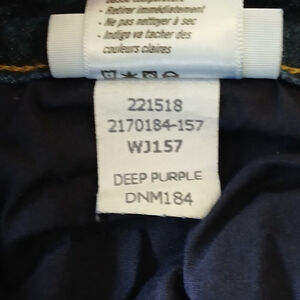 - Retirer immédiatement
- Ne pas nettoyer à sec
- Indigo va tacher des
couleurs claires
221518
2170184-157
WJ157
DEEP PURPLE
DNM184